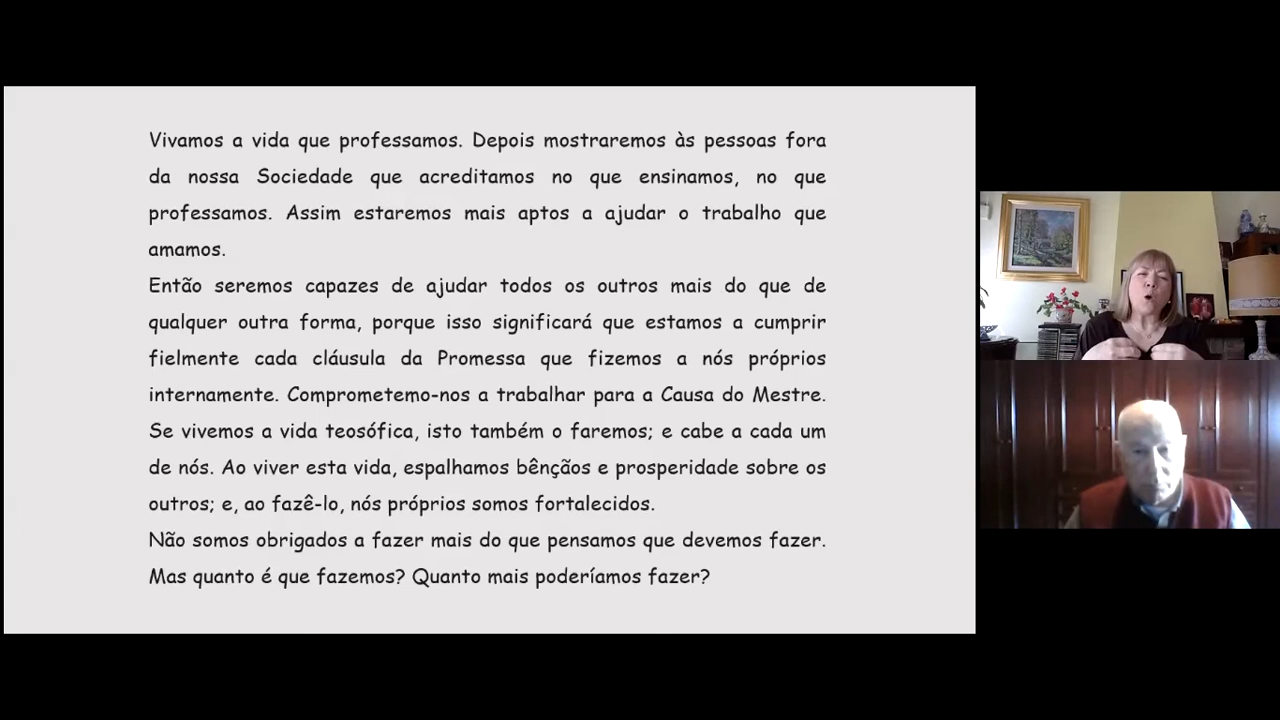 Vivamos a vida que professamos. Depois mostraremos às pessoas fora
da nossa Sociedade que acreditamos no que ensinamos, no que
professamos. Assim estaremos mais aptos a ajudar o trabalho que
amamos.
Então seremos capazes de ajudar todos os outros mais do que de
qualquer outra forma, porque isso significará que estamos a cumprir
fielmente cada cláusula da Promessa que fizemos a nós próprios
internamente. Comprometemo-nos a trabalhar para a Causa do Mestre.
Se vivemos a vida teosófica, isto também o faremos; e cabe a cada um
de nós. Ao viver esta vida, espalhamos bênçãos e prosperidade sobre os
outros; e, ao fazê-lo, nós próprios somos fortalecidos.
Não somos obrigados a fazer mais do que pensamos que devemos fazer.
Mas quanto é que fazemos? Quanto mais poderíamos fazer?